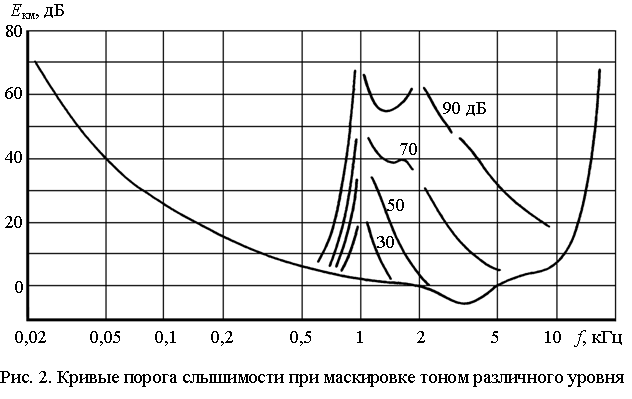 Eкм, дБ
80
60
90 дБ
70
40
50
20
30
0
0,02 0,05 0,1 0,2 0,5 1 2 5 10 f, кГц
Рис. 2. Кривые порога слышимости при маскировке тоном различного уровня